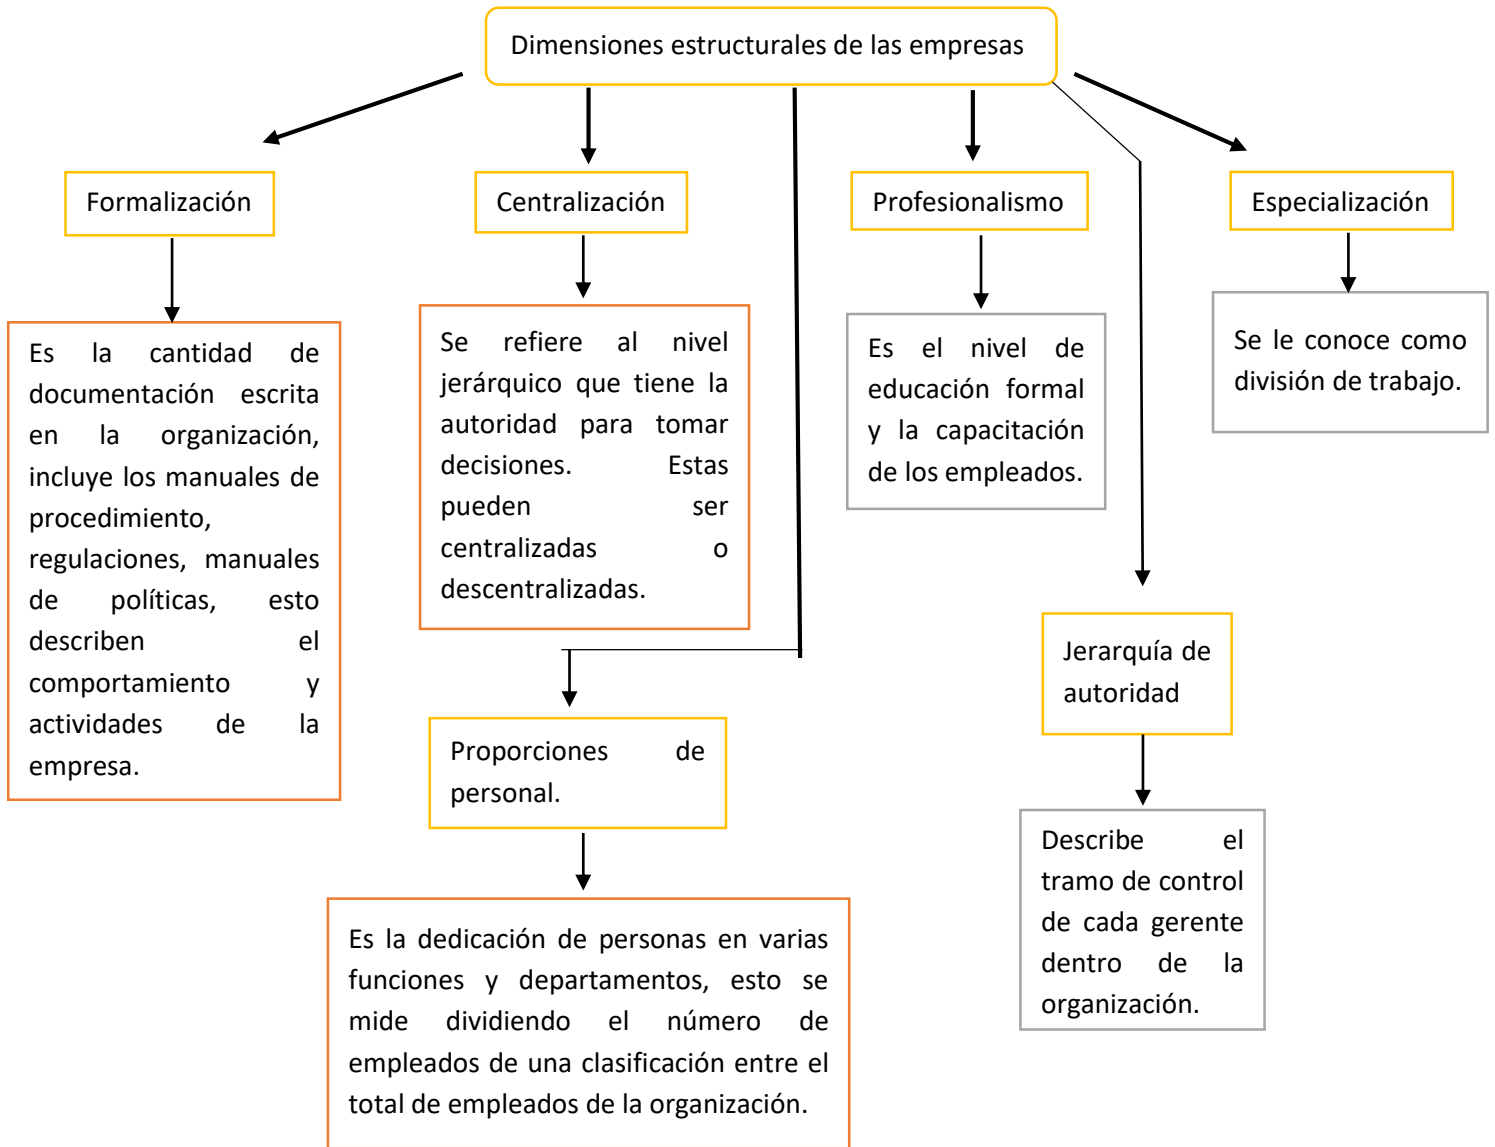 Dimensiones estructurales de las empresas
Formalización
Centralización
Profesionalismo
Especialización
Es la cantidad de
documentación escrita
en la organización,
incluye los manuales de
procedimiento,
regulaciones, manuales
de políticas, esto
describen el
comportamiento y
actividades de la
empresa.
Se refiere al nivel
jerárquico que tiene la
autoridad para tomar
decisiones. Estas
pueden ser
centralizadas o
descentralizadas.
Es el nivel de
educación formal
y la capacitación
de los empleados.
Se le conoce como
división de trabajo.
Proporciones de
personal.
Jerarquía de
autoridad
Es la dedicación de personas en varias
funciones y departamentos, esto se
mide dividiendo el número de
empleados de una clasificación entre el
total de empleados de la organización.
Describe el
tramo de control
de cada gerente
dentro de la
organización.